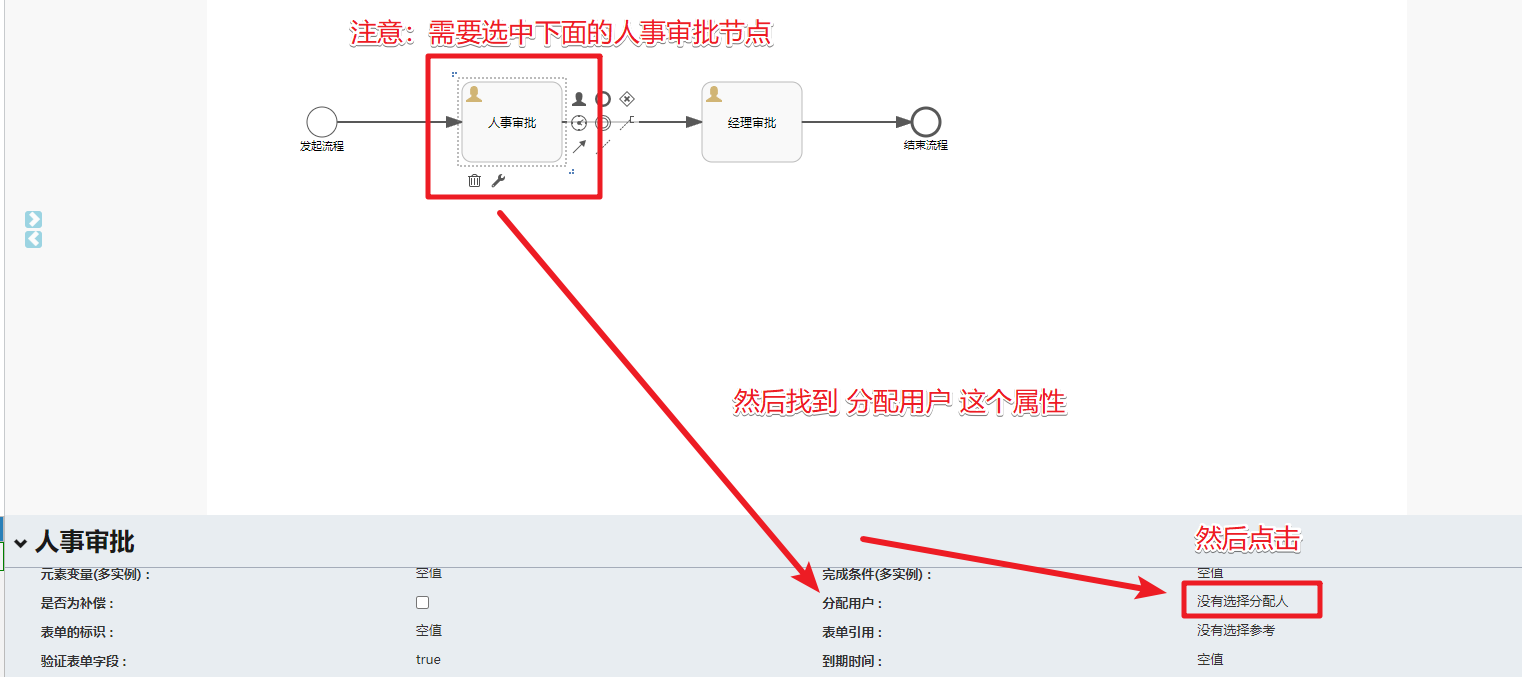 注意：需要选中下面的人事审批节点
人事审批
经理审批
发起流程
结束流程
然后找到 分配用户 这个属性
人事审批
然后点击
元素变量(多实例)：
空值
完成条件(多实例)：
空值
是否为补偿：
分配用户：
没有选择分配人
表单的标识：
空值
表单引用：
没有选择参考
验证表单字段：
true
到期时间：
空值